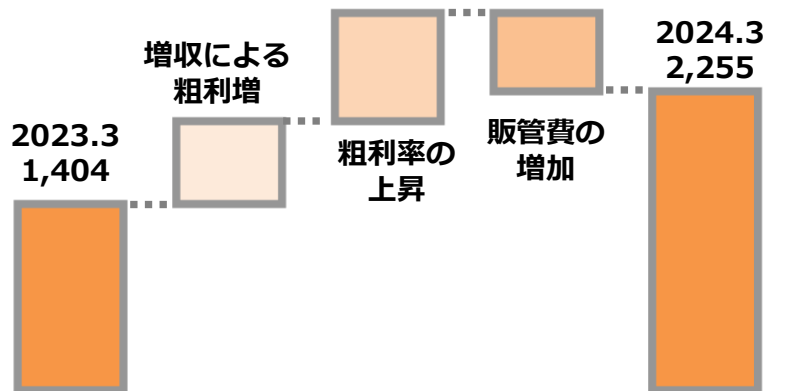 2023.3
1,404
増収による
粗利増
粗利率の
上昇
販管費の
増加
2024.3
2,255